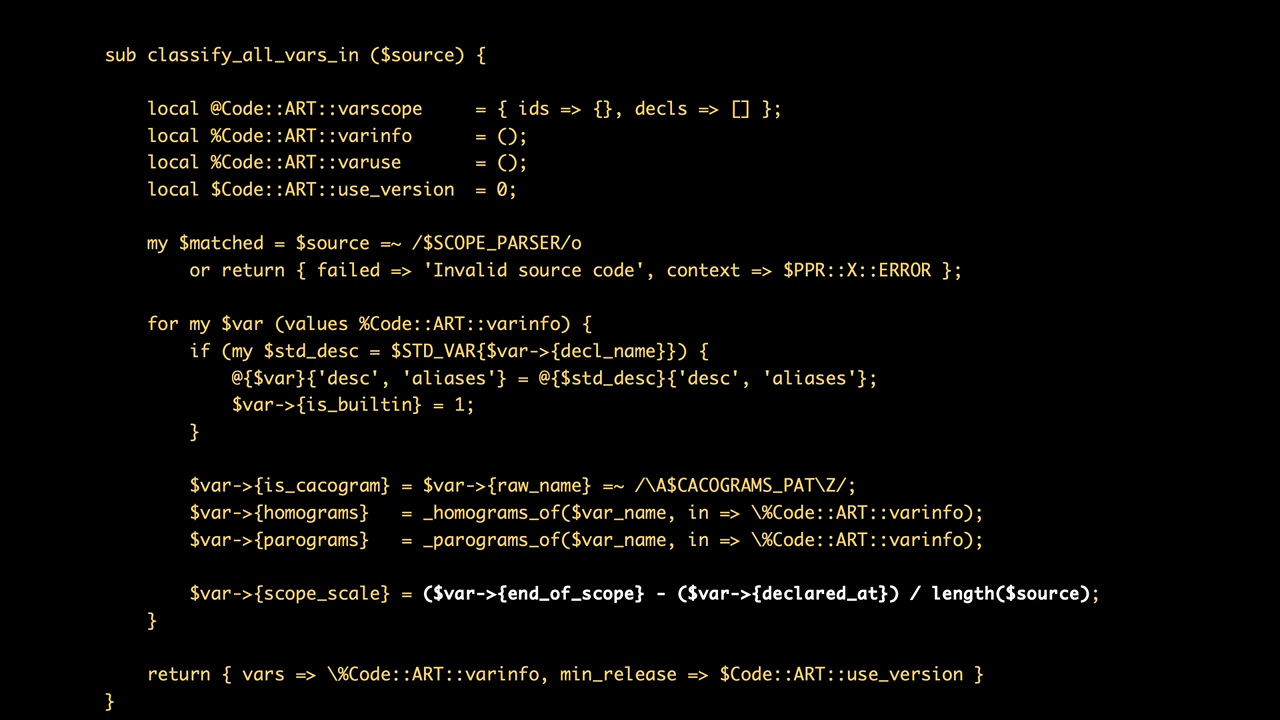 sub classify_all_vars_in ($source) {
local @Code::ART::varscope     = { ids => {}, decls => [] };
local %Code::ART::varinfo      = ();
local %Code::ART::varuse       = ();
local $Code::ART::use_version  = 0;
my $matched = $source =~ /$SCOPE_PARSER/o
or return { failed => 'Invalid source code', context => $PPR::X::ERROR };
for my $var (values %Code::ART::varinfo) {
if (my $std_desc = $STD_VAR{$var->{decl_name}}) {
@{$var}{'desc', 'aliases'} = @{$std_desc}{'desc', 'aliases'};
$var->{is_builtin} = 1;
}
$var->{is_cacogram} = $var->{raw_name} =~ /\A$CACOGRAMS_PAT\Z/;
$var->{homograms}   = _homograms_of($var_name, in => \%Code::ART::varinfo);
$var->{parograms}   = _parograms_of($var_name, in => \%Code::ART::varinfo);
$var->{scope_scale} = ($var->{end_of_scope} - ($var->{declared_at}) / length($source);
}
return { vars => \%Code::ART::varinfo, min_release => $Code::ART::use_version }
}